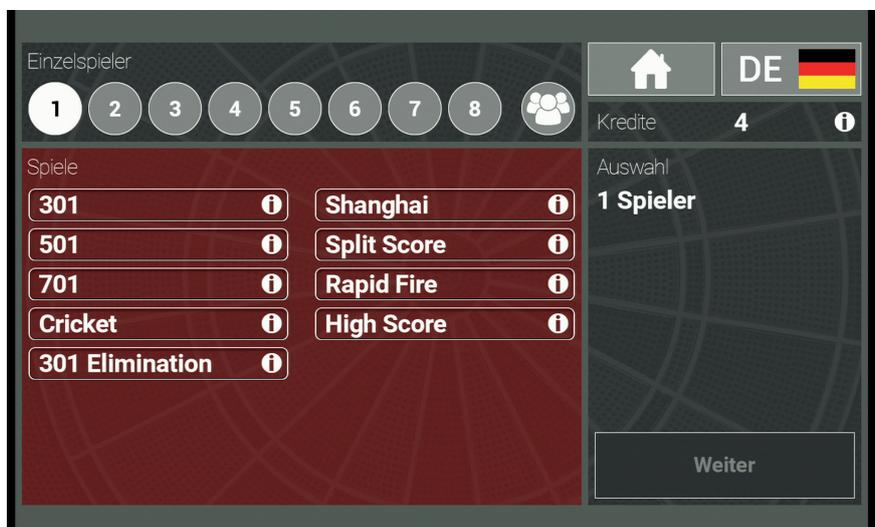 Einzelspieler
1 2 3 4 5 6 7 8
DE
Kredite 4 i
Spiele
301 i
501 i
701 i
Cricket i
301 Elimination i
Shanghai i
Split Score i
Rapid Fire i
High Score i
Auswahl
1 Spieler
Weiter